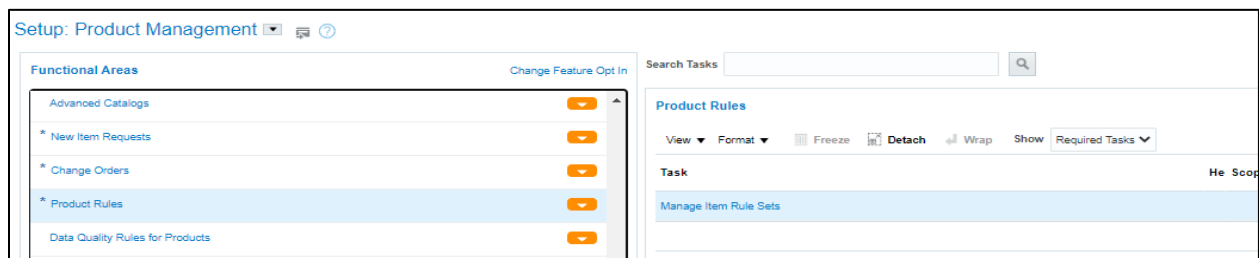 Setup: Product Management
Functional Areas
Change Feature Opt In
Advanced Catalogs
* New Item Requests
* Change Orders
* Product Rules
Data Quality Rules for Products
Search Tasks
Product Rules
View Format Freeze Detach Wrap Show Required Tasks
Task He Scop
Manage Item Rule Sets